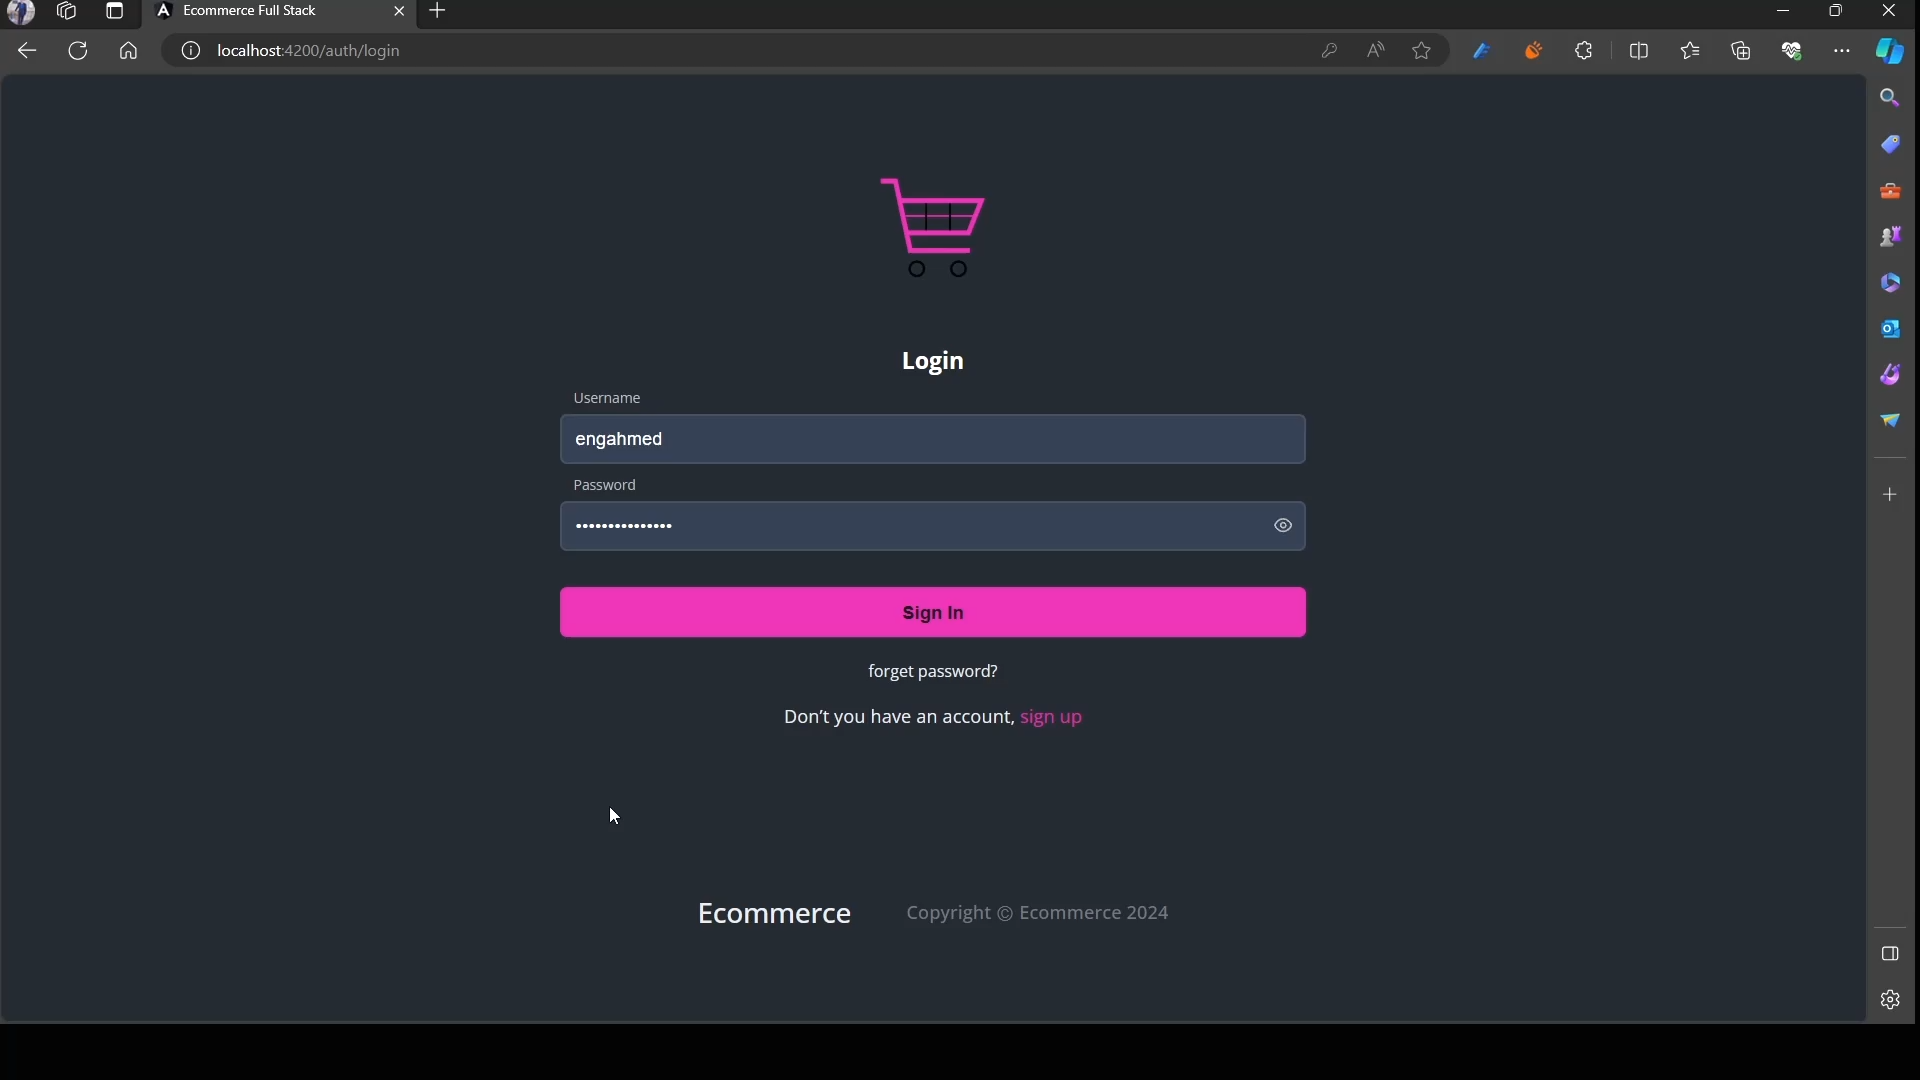 Ecommerce Full Stack
localhost:4200/auth/login
Login
Username
engahmed
Password
•••••••••••••••
Sign In
forget password?
Don't you have an account, sign up
Ecommerce
Copyright © Ecommerce 2024